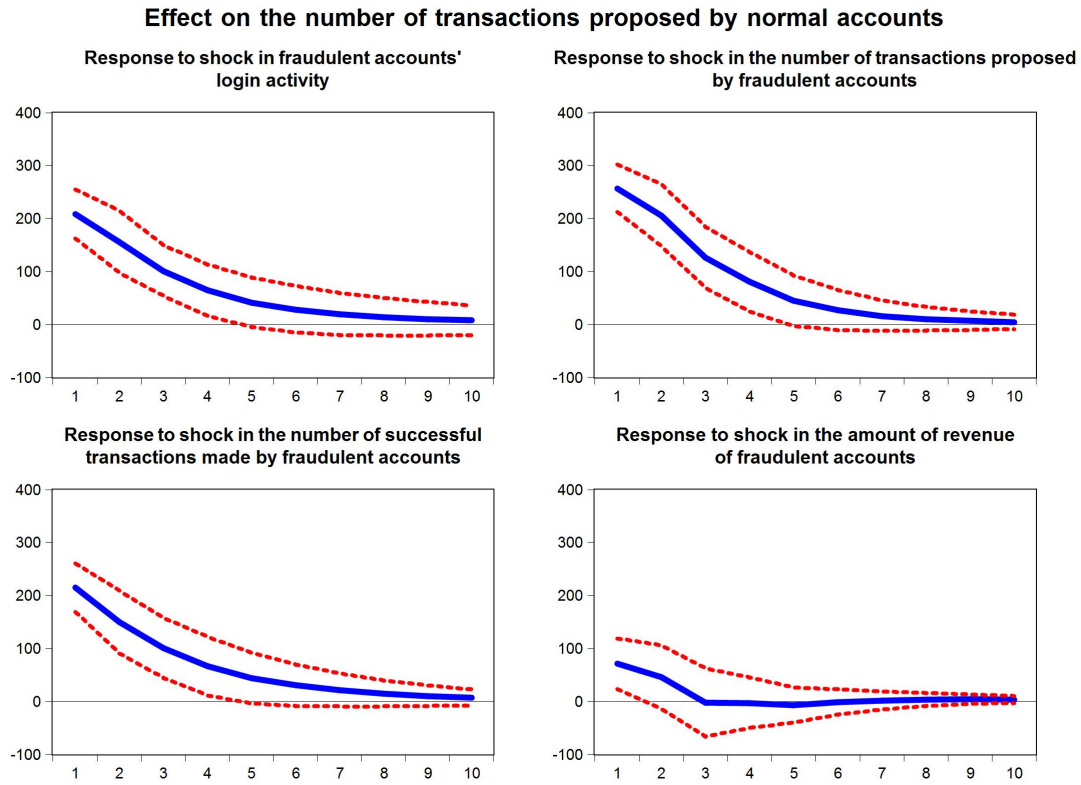 Effect on the number of transactions proposed by normal accounts
Response to shock in fraudulent accounts'
login activity
400
300
200
100
0
-100
1 2 3 4 5 6 7 8 9 10
Response to shock in the number of transactions proposed
by fraudulent accounts
400
300
200
100
0
-100
1 2 3 4 5 6 7 8 9 10
Response to shock in the number of successful
transactions made by fraudulent accounts
400
300
200
100
0
-100
1 2 3 4 5 6 7 8 9 10
Response to shock in the amount of revenue
of fraudulent accounts
400
300
200
100
0
-100
1 2 3 4 5 6 7 8 9 10